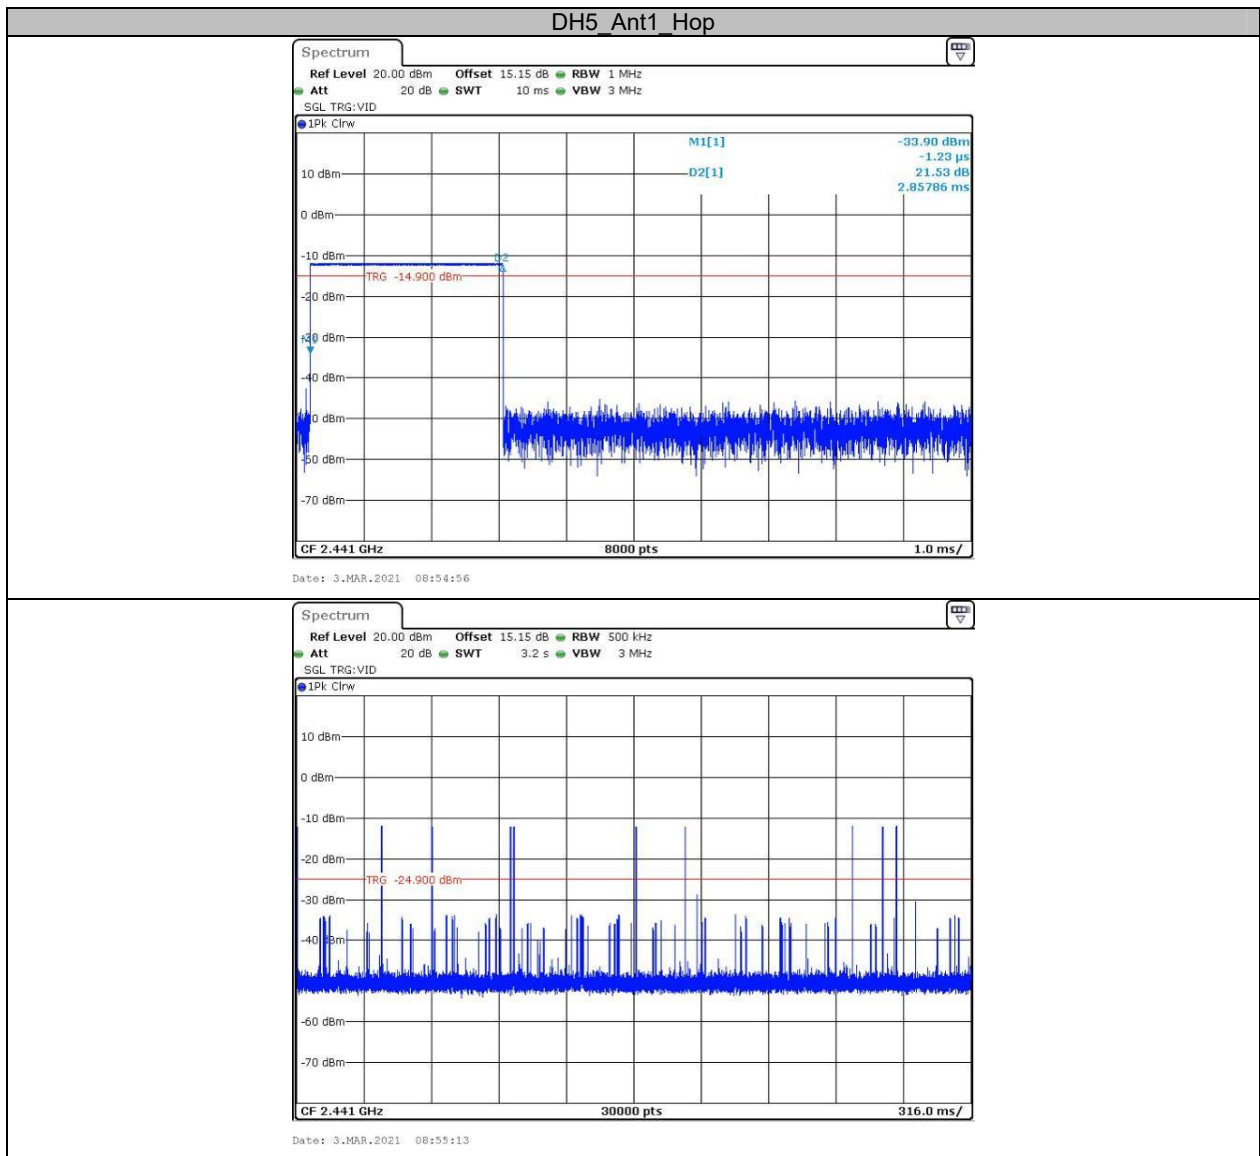 DH5_Ant1_Hop
Spectrum
Ref Level 20.00 dBm Offset 15.15 dB RBW 1 MHz
Att 20 dB SWT 10 ms VBW 3 MHz
SGL TRG:VID
1Pk Clrw
M1[1] -33.90 dBm
-1.23 µs
D2[1] 21.53 dB
2.85786 ms
10 dBm
0 dBm
-10 dBm
D2
TRG -14.900 dBm
-20 dBm
-40 dBm
-70 dBm
CF 2.441 GHz 8000 pts 1.0 ms/
Date: 3.MAR.2021 08:54:56
Spectrum
Ref Level 20.00 dBm Offset 15.15 dB RBW 500 kHz
Att 20 dB SWT 3.2 s VBW 3 MHz
SGL TRG:VID
1Pk Clrw
10 dBm
0 dBm
-10 dBm
-20 dBm
TRG -24.900 dBm
-30 dBm
-60 dBm
-70 dBm
CF 2.441 GHz 30000 pts 316.0 ms/
Date: 3.MAR.2021 08:55:13